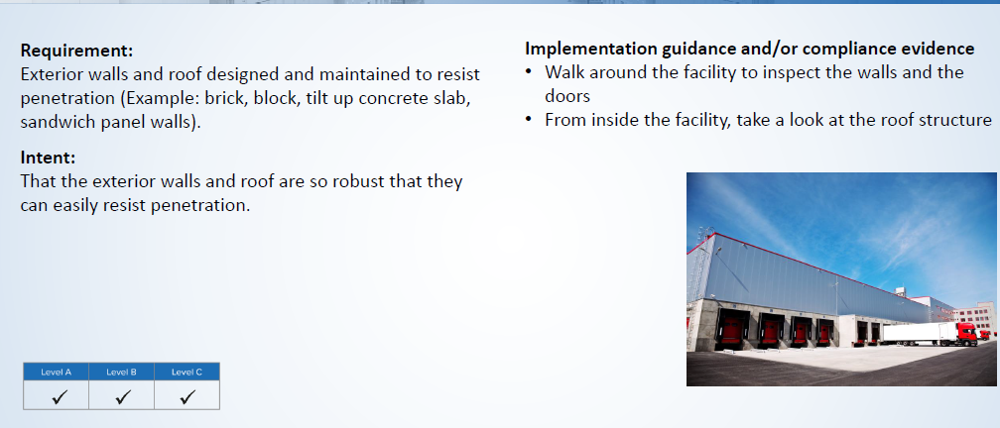 Requirement:
Exterior walls and roof designed and maintained to resist
penetration (Example: brick, block, tilt up concrete slab,
sandwich panel walls).
Intent:
That the exterior walls and roof are so robust that they
can easily resist penetration.
Implementation guidance and/or compliance evidence
• Walk around the facility to inspect the walls and the
doors
• From inside the facility, take a look at the roof structure
Level A Level B Level C
✓ ✓ ✓